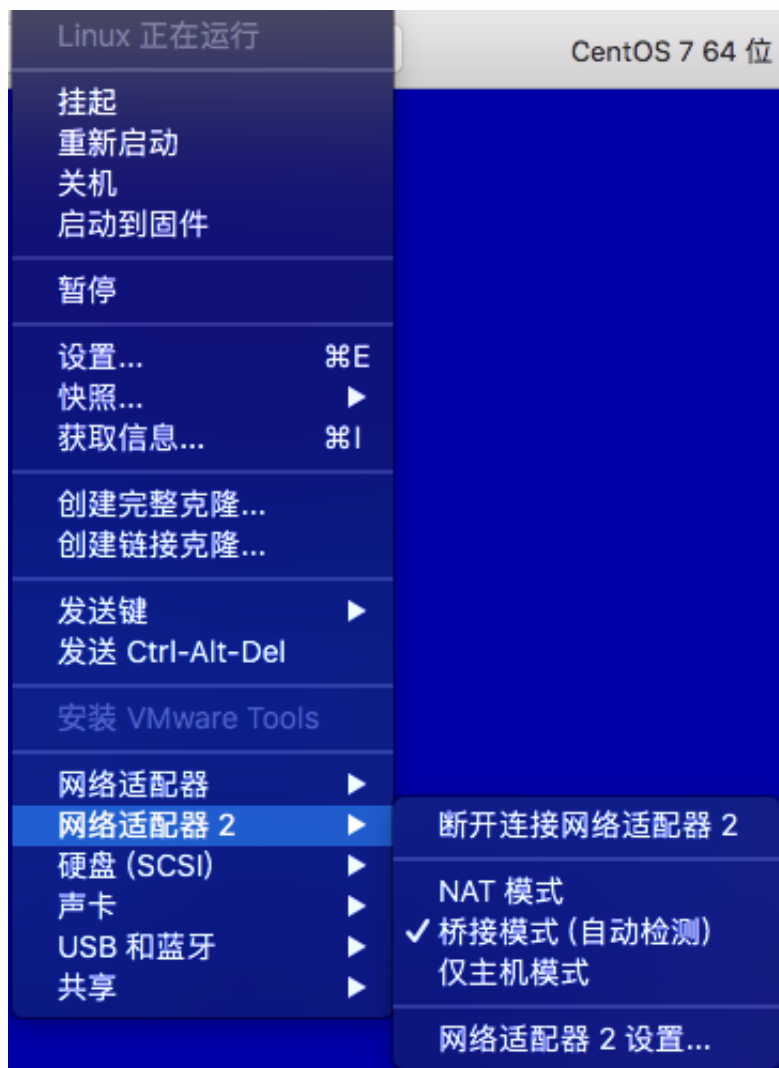 Linux 正在运行
CentOS 7 64 位
挂起
重新启动
关机
启动到固件
暂停
设置... ⌘E
快照... ▶
获取信息... ⌘I
创建完整克隆...
创建链接克隆...
发送键 ▶
发送 Ctrl-Alt-Del
安装 VMware Tools
网络适配器 ▶
网络适配器 2 ▶
硬盘 (SCSI) ▶
声卡 ▶
USB 和蓝牙 ▶
共享 ▶
断开连接网络适配器 2
NAT 模式
✓ 桥接模式 (自动检测)
仅主机模式
网络适配器 2 设置...